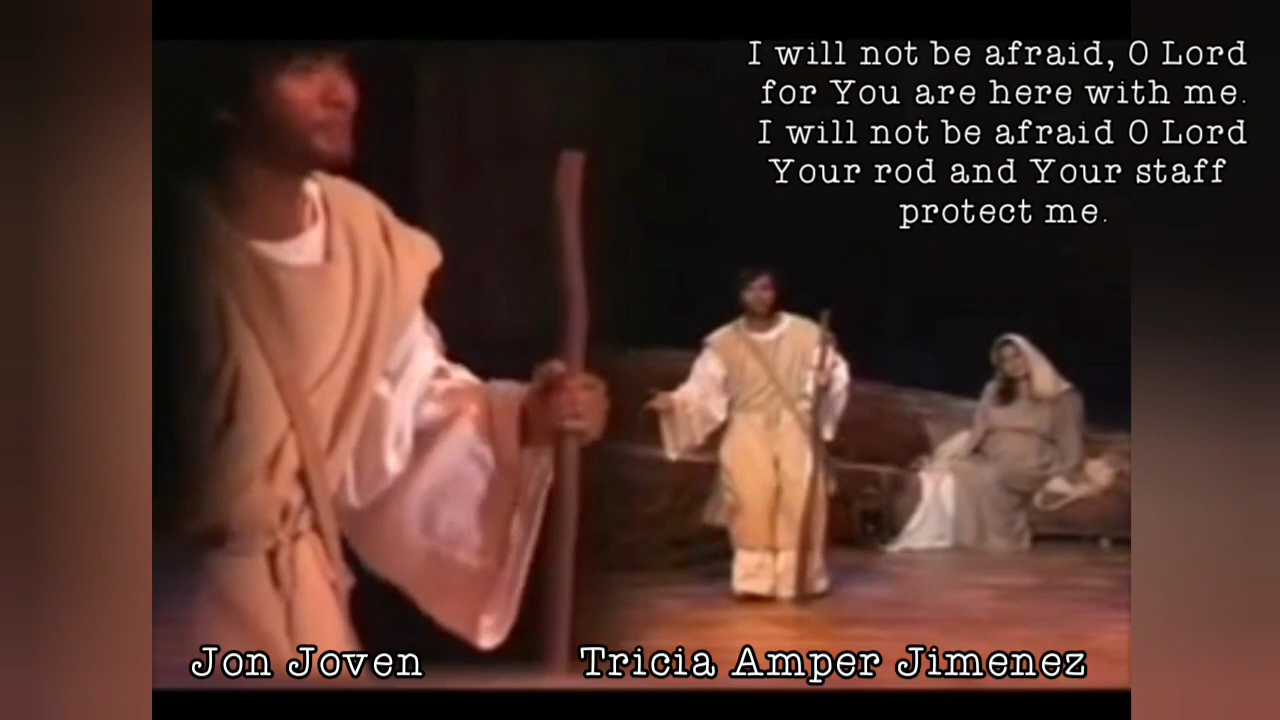 I will not be afraid, O Lord
for You are here with me.
I will not be afraid O Lord
Your rod and Your staff
protect me.
Jon Joven
Tricia Amper Jimenez